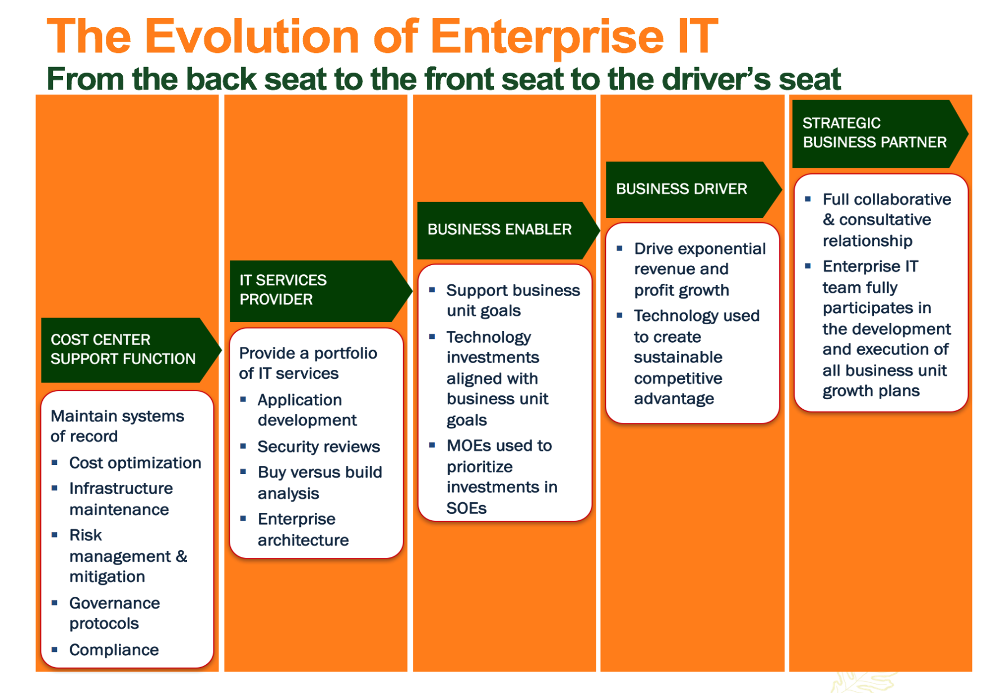 The Evolution of Enterprise IT
From the back seat to the front seat to the driver’s seat
COST CENTER
SUPPORT FUNCTION
Maintain systems
of record
▪ Cost optimization
▪ Infrastructure
maintenance
▪ Risk
management &
mitigation
▪ Governance
protocols
▪ Compliance
IT SERVICES
PROVIDER
Provide a portfolio
of IT services
▪ Application
development
▪ Security reviews
▪ Buy versus build
analysis
▪ Enterprise
architecture
BUSINESS ENABLER
▪ Support business
unit goals
▪ Technology
investments
aligned with
business unit
goals
▪ MOEs used to
prioritize
investments in
SOEs
BUSINESS DRIVER
▪ Drive exponential
revenue and
profit growth
▪ Technology used
to create
sustainable
competitive
advantage
STRATEGIC
BUSINESS PARTNER
▪ Full collaborative
& consultative
relationship
▪ Enterprise IT
team fully
participates in
the development
and execution of
all business unit
growth plans